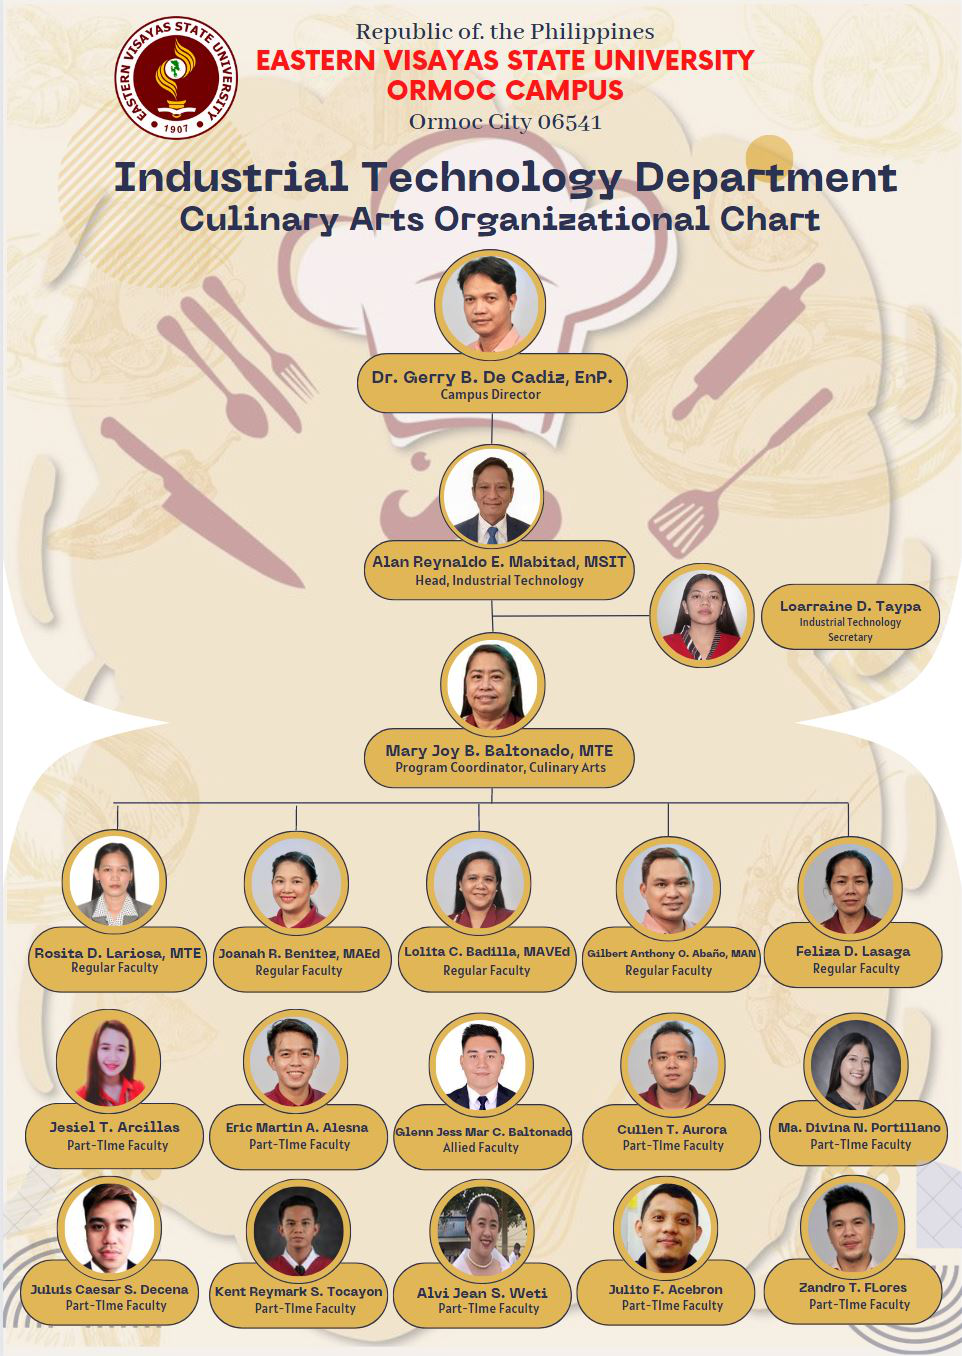 EASTERN VISAYAS STATE UNIVERSITY
1907
Republic of. the Philippines
EASTERN VISAYAS STATE UNIVERSITY
ORMOC CAMPUS
Ormoc City 06541
Industrial Technology Department
Culinary Arts Organizational Chart
Dr. Gerry B. De Cadiz, EnP.
Campus Director
Alan Reynaldo E. Mabitad, MSIT
Head, Industrial Technology
Loarraine D. Taypa
Industrial Technology
Secretary
Mary Joy B. Baltonado, MTE
Program Coordinator, Culinary Arts
Rosita D. Lariosa, MTE
Regular Faculty
Joanah R. Benitez, MAEd
Regular Faculty
Lolita C. Badilla, MAVEd
Regular Faculty
Gilbert Anthony O. Abaño, MAN
Regular Faculty
Feliza D. Lasaga
Regular Faculty
Jesiel T. Arcillas
Part-TIme Faculty
Eric Martin A. Alesna
Part-TIme Faculty
Glenn Jess Mar C. Baltonado
Allied Faculty
Cullen T. Aurora
Part-TIme Faculty
Ma. Divina N. Portillano
Part-TIme Faculty
Juluis Caesar S. Decena
Part-TIme Faculty
Kent Reymark S. Tocayon
Part-TIme Faculty
Alvi Jean S. Weti
Part-TIme Faculty
Julito F. Acebron
Part-TIme Faculty
Zandro T. FLores
Part-TIme Faculty